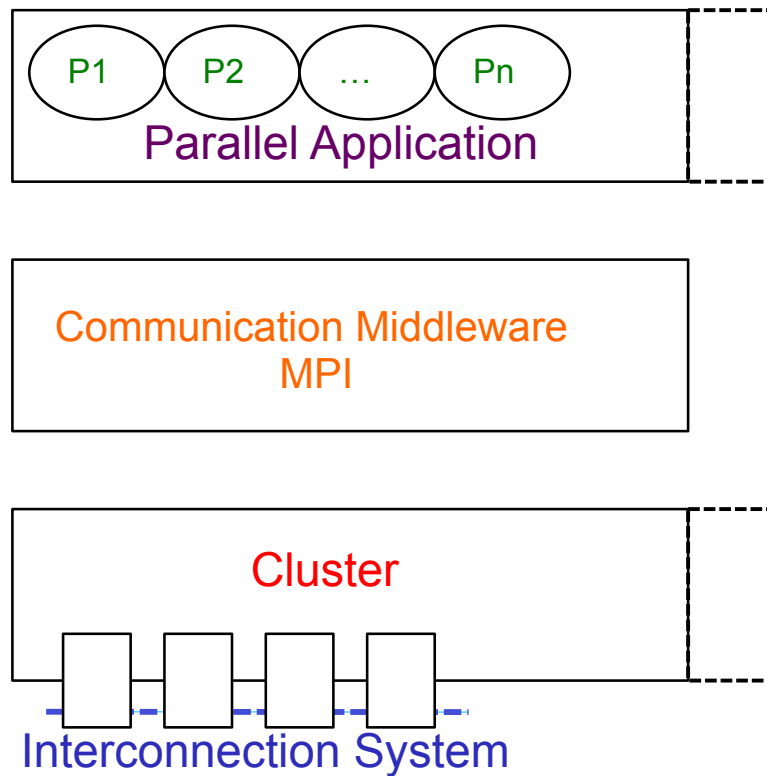 P1 P2 … Pn
Parallel Application
Communication Middleware
MPI
Cluster
Interconnection System